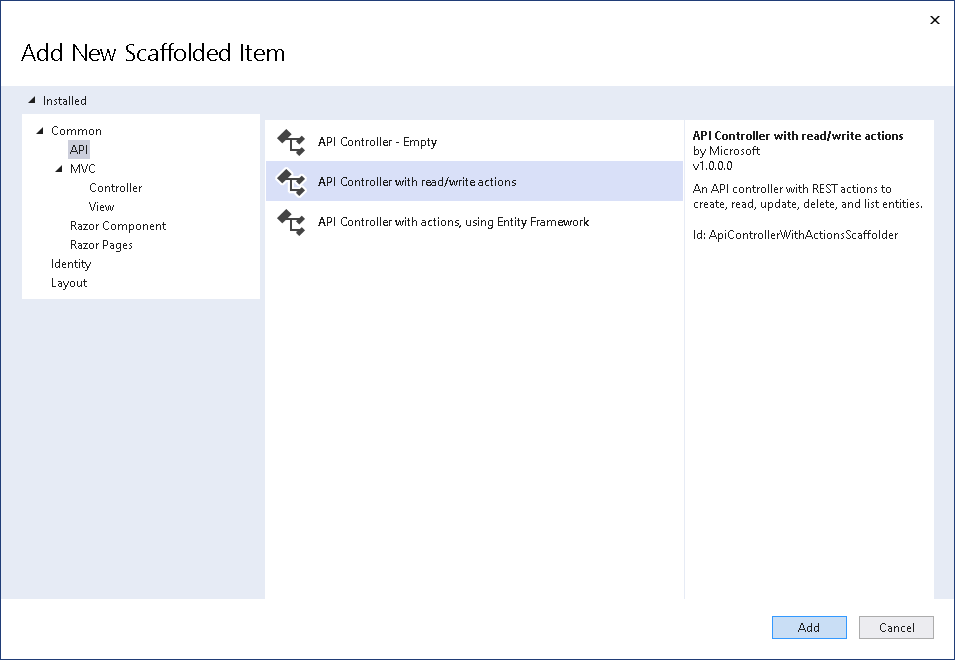 Add New Scaffolded Item
Installed
Common
API
MVC
Controller
View
Razor Component
Razor Pages
Identity
Layout
API Controller - Empty
API Controller with read/write actions
API Controller with actions, using Entity Framework
API Controller with read/write actions
by Microsoft
v1.0.0.0
An API controller with REST actions to
create, read, update, delete, and list entities.
Id: ApiControllerWithActionsScaffolder
Add
Cancel